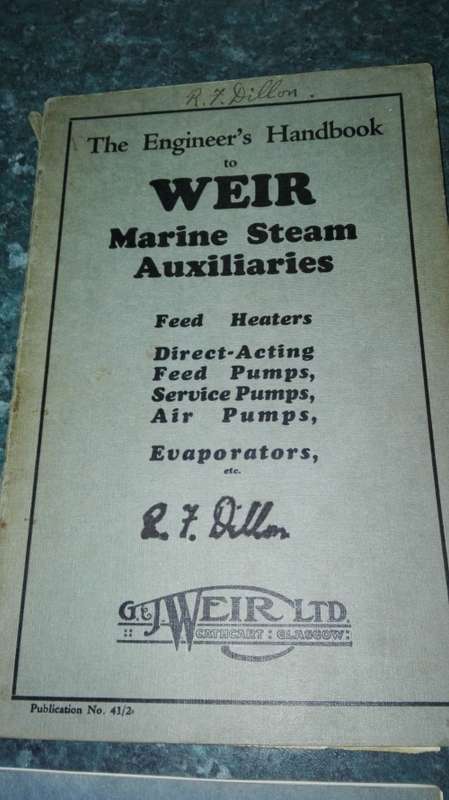 R. F. Dillon.
The Engineer's Handbook
to
WEIR
Marine Steam
Auxiliaries
Feed Heaters
Direct-Acting
Feed Pumps,
Service Pumps,
Air Pumps,
Evaporators,
etc.
R. F. Dillon
G. & J. WEIR LTD.
CATHCART : GLASGOW
Publication No. 41/2